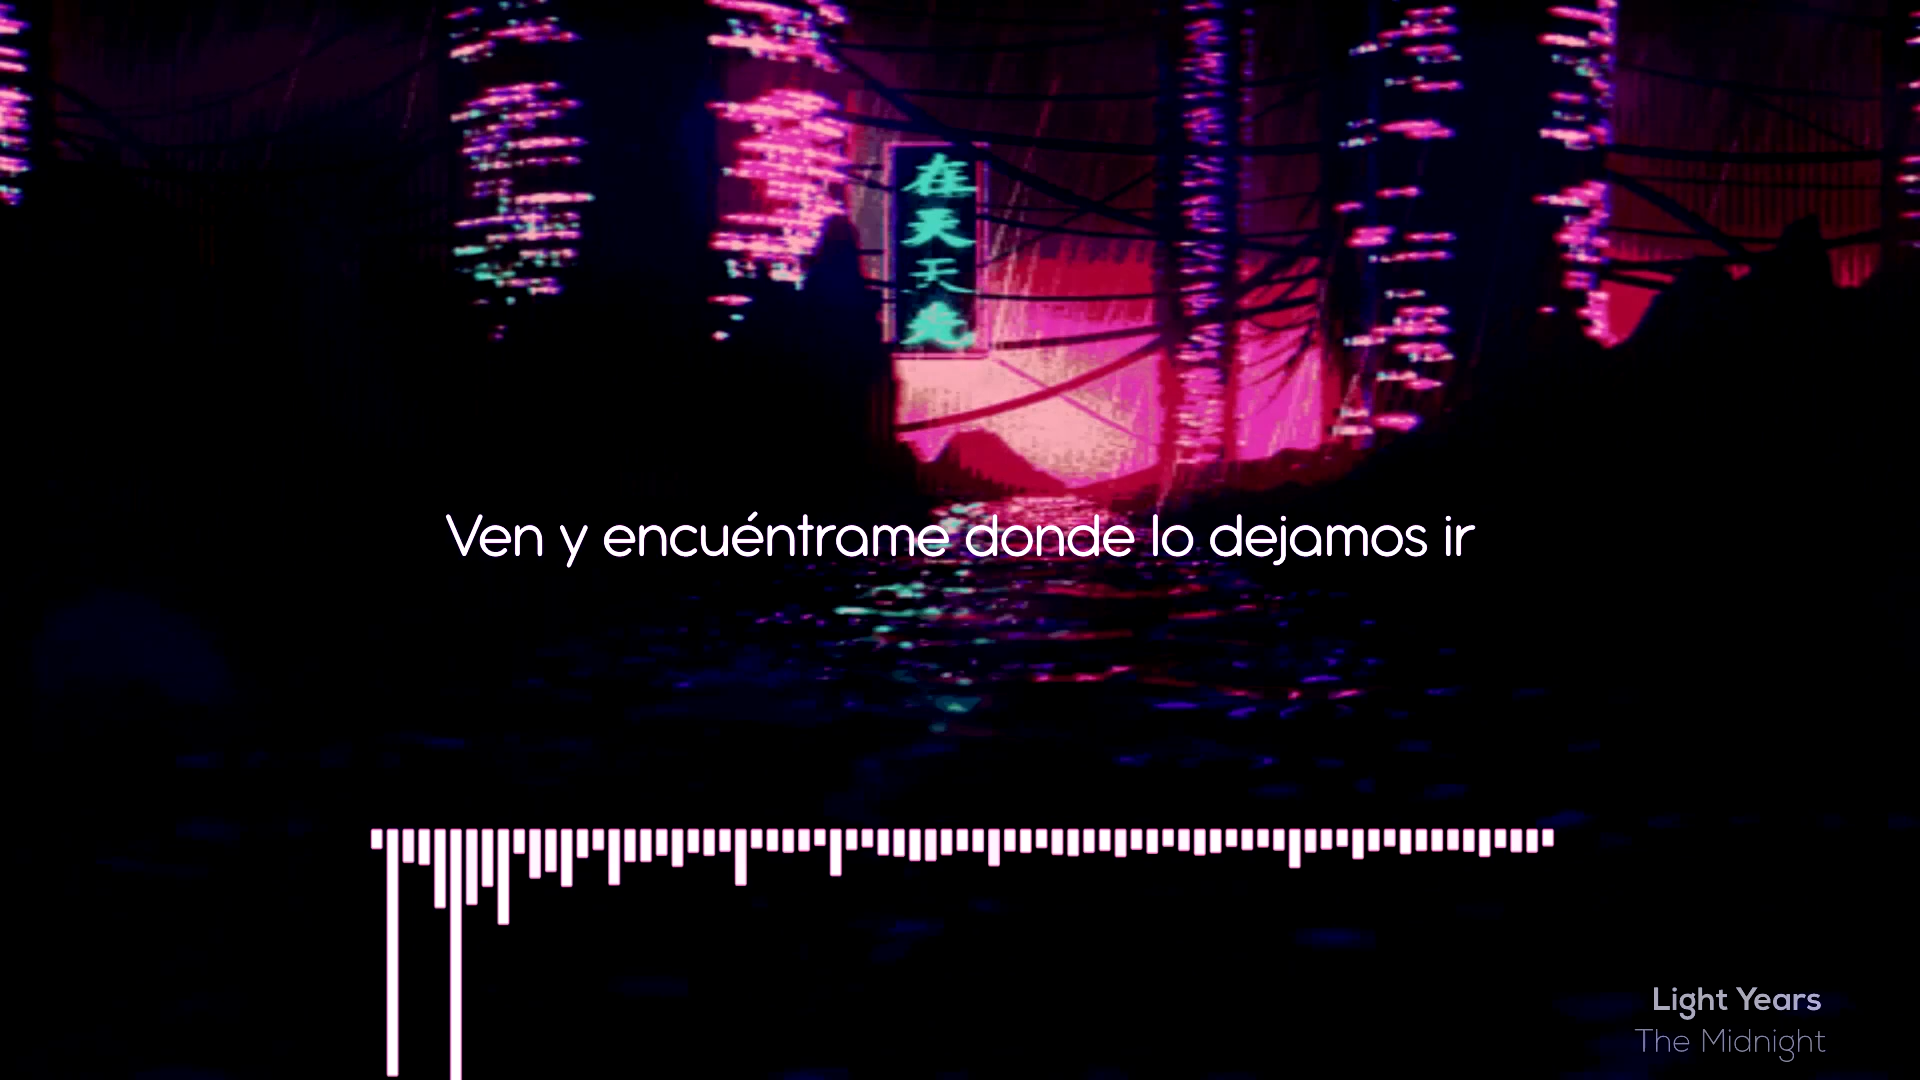 在
天
天
Ven y encuéntrame donde lo dejamos ir
Light Years
The Midnight